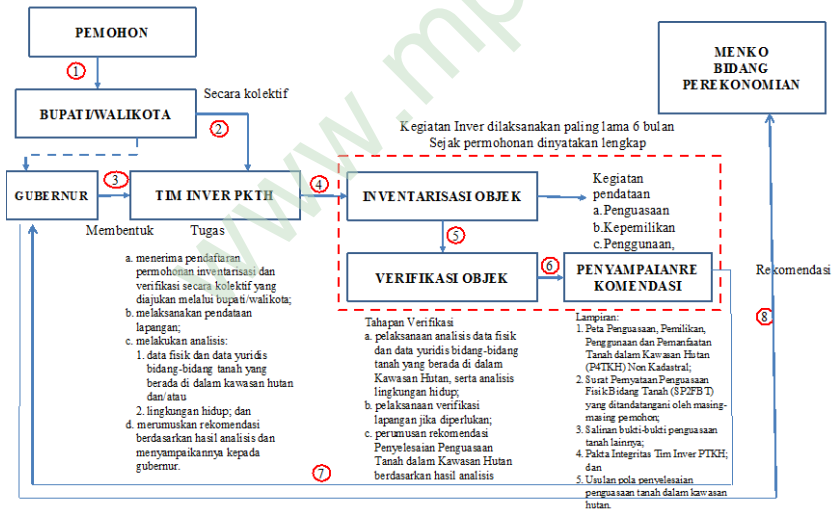 PEMOHON
1
BUPATI/WALIKOTA
Secara kolektif
2
MENKO
BIDANG
PEREKONOMIAN
Kegiatan Inver dilaksanakan paling lama 6 bulan
Sejak permohonan dinyatakan lengkap
GUBERNUR
3
TIM INVER PKTH
4
INVENTARISASI OBJEK
Kegiatan
pendataan
a.Penguasaan
b.Kepemilikan
c.Penggunaan,
Membentuk
Tugas
5
VERIFIKASI OBJEK
6
PENYAMPAIANRE
KOMENDASI
Rekomendasi
8
a. menerima pendaftaran
permohonan inventarisasi dan
verifikasi secara kolektif yang
diajukan melalui bupati/walikota;
b. melaksanakan pendataan
lapangan;
c. melakukan analisis:
1. data fisik dan data yuridis
bidang-bidang tanah yang
berada di dalam kawasan hutan
dan/atau
2. lingkungan hidup; dan
d. merumuskan rekomendasi
berdasarkan hasil analisis dan
menyampaikannya kepada
gubernur.
Tahapan Verifikasi
a. pelaksanaan analisis data fisik
dan data yuridis bidang-bidang
tanah yang berada di dalam
Kawasan Hutan, serta analisis
lingkungan hidup;
b. pelaksanaan verifikasi
lapangan jika diperlukan;
c. perumusan rekomendasi
Penyelesaian Penguasaan
Tanah dalam Kawasan Hutan
berdasarkan hasil analisis
Lampiran:
1. Peta Penguasaan, Pemilikan,
Penggunaan dan Pemanfaatan
Tanah dalam Kawasan Hutan
(P4TKH) Non Kadastral;
2. Surat Pernyataan Penguasaan
Fisik Bidang Tanah (SP2FBT)
yang ditandatangani oleh masing-
masing pemohon;
3. Salinan bukti-bukti penguasaan
tanah lainnya;
4. Pakta Integritas Tim Inver PTKH;
dan
5. Usulan pola penyelesaian
penguasaan tanah dalam kawasan
hutan.
7
www.mp